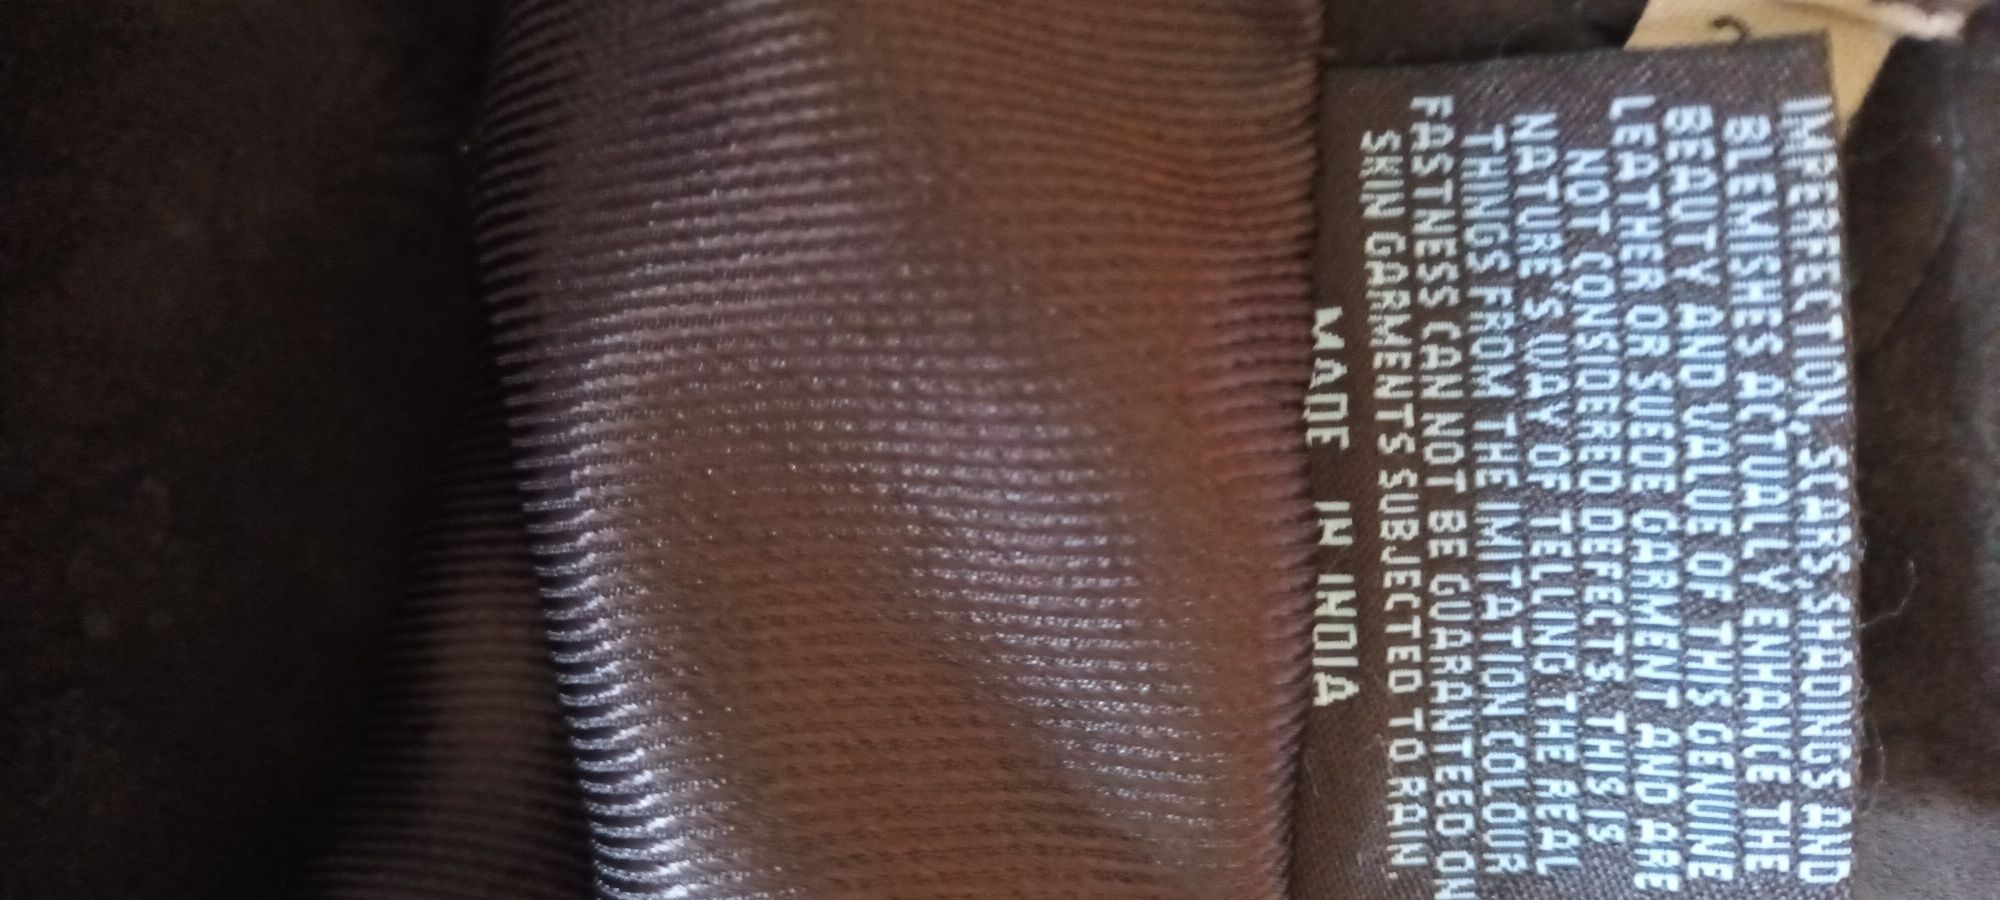 IMPERFECTION, SCARS, SHADINGS AND
BLEMISHES ACTUALLY ENHANCE THE
BEAUTY AND VALUE OF THIS GENUINE
LEATHER OR SUEDE GARMENT AND ARE
NOT CONSIDERED DEFECTS. THIS IS
NATURE'S WAY OF TELLING THE REAL
THINGS FROM THE IMITATION COLOUR
FASTNESS CAN NOT BE GUARANTEED ON
SKIN GARMENTS SUBJECTED TO RAIN.
MADE IN INDIA